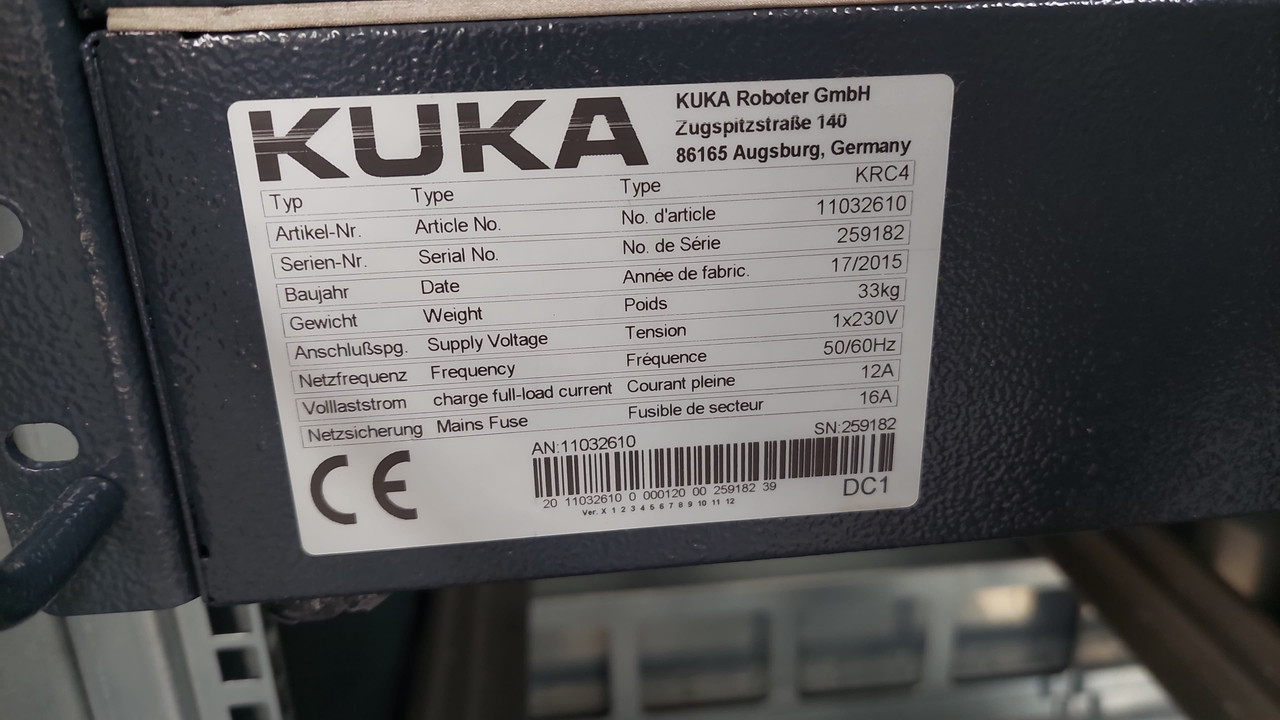 KUKA
KUKA Roboter GmbH
Zugspitzstraße 140
86165 Augsburg, Germany
Typ Type Type KRC4
Artikel-Nr. Article No. No. d'article 11032610
Serien-Nr. Serial No. No. de Série 259182
Baujahr Date Année de fabric. 17/2015
Gewicht Weight Poids 33kg
Anschlußspg. Supply Voltage Tension 1x230V
Netzfrequenz Frequency Fréquence 50/60Hz
Volllaststrom charge full-load current Courant pleine 12A
Netzsicherung Mains Fuse Fusible de secteur 16A
CE
AN:11032610 SN:259182
20 11032610 0 000120 00 259182 39
DC1
Ver. X 1 2 3 4 5 6 7 8 9 10 11 12